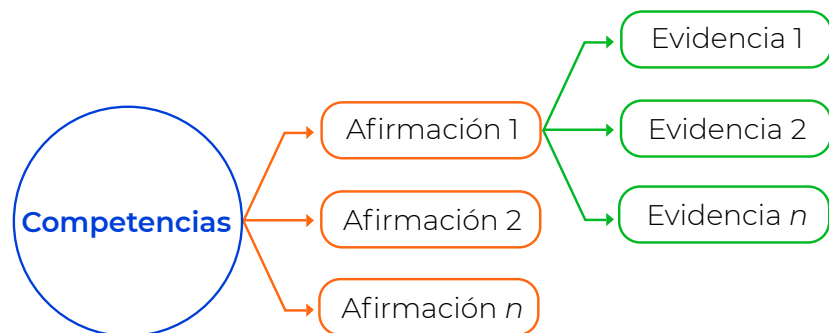 Competencias
Afirmación 1
Afirmación 2
Afirmación n
Evidencia 1
Evidencia 2
Evidencia n